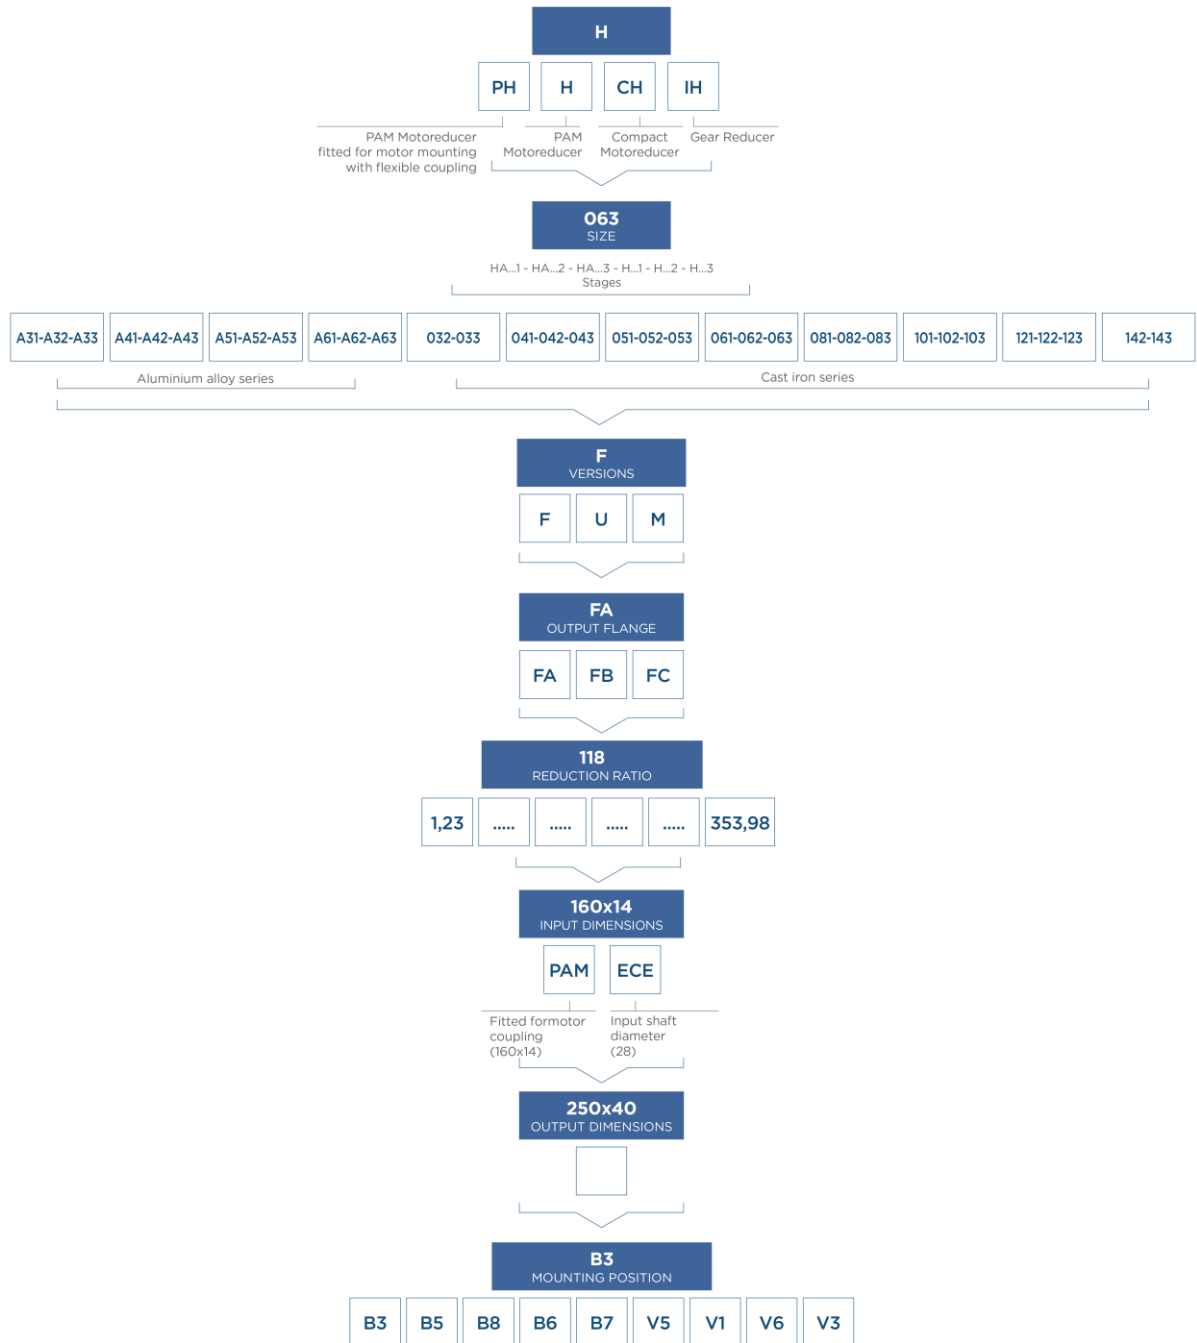 H
PH H CH IH
PAM Motoreducer
fitted for motor mounting
with flexible coupling
PAM
Motoreducer
Compact
Motoreducer
Gear Reducer
063
SIZE
HA...1 - HA...2 - HA...3 - H...1 - H...2 - H...3
Stages
A31-A32-A33 A41-A42-A43 A51-A52-A53 A61-A62-A63 032-033 041-042-043 051-052-053 061-062-063 081-082-083 101-102-103 121-122-123 142-143
Aluminium alloy series Cast iron series
F
VERSIONS
F U M
FA
OUTPUT FLANGE
FA FB FC
118
REDUCTION RATIO
1,23 ..... ..... ..... ..... 353,98
160x14
INPUT DIMENSIONS
PAM ECE
Fitted formotor
coupling
(160x14)
Input shaft
diameter
(28)
250x40
OUTPUT DIMENSIONS
B3
MOUNTING POSITION
B3 B5 B8 B6 B7 V5 V1 V6 V3